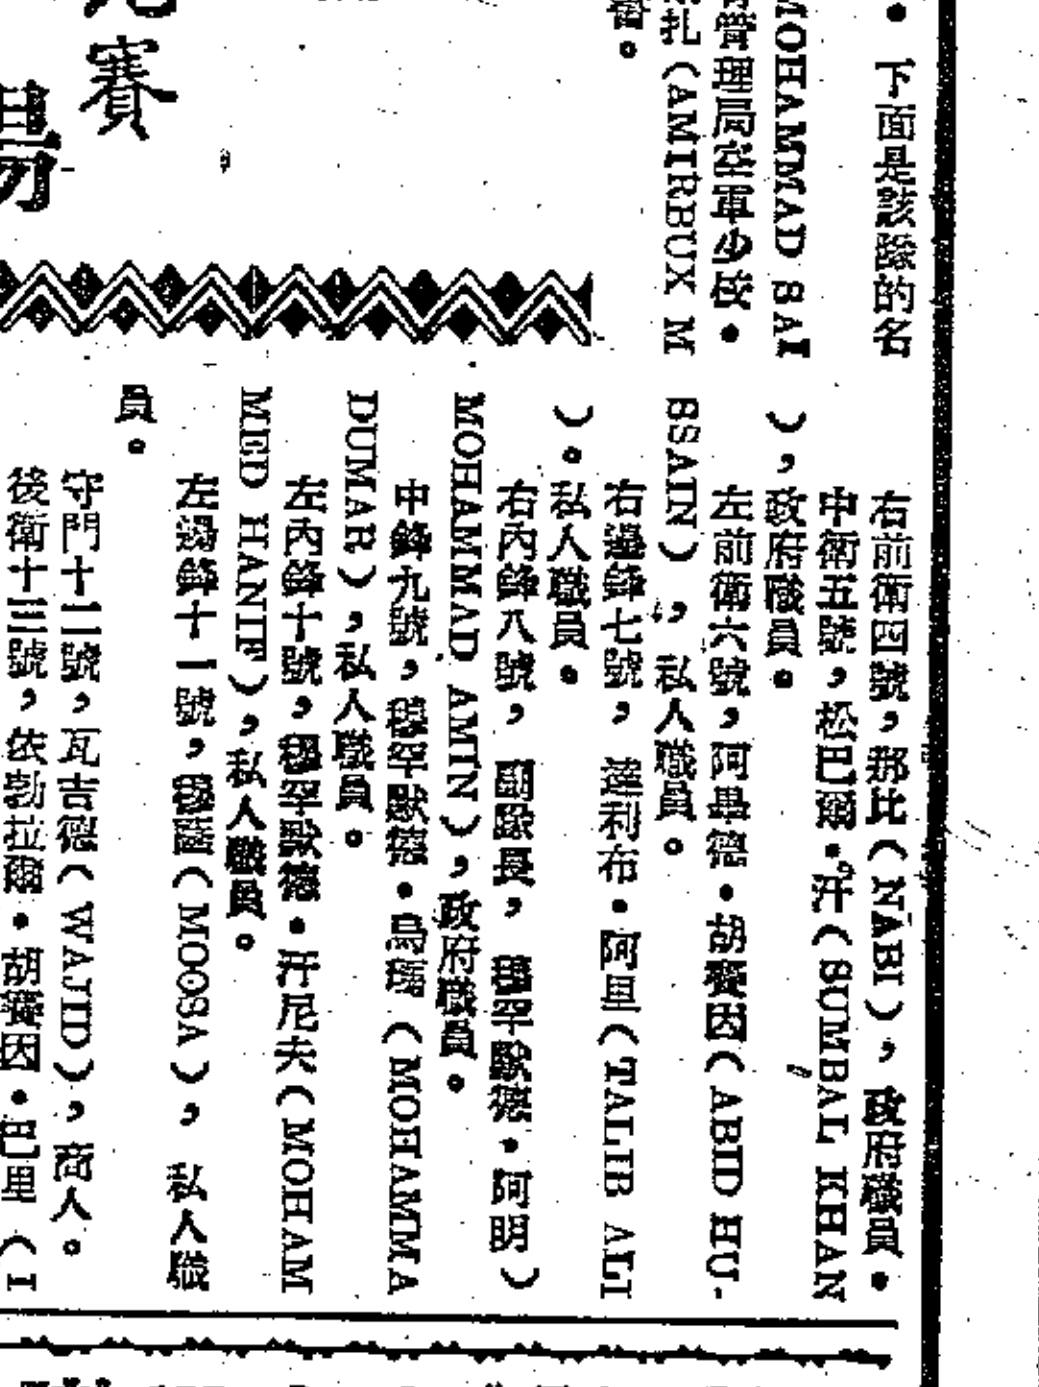 下面是該隊的名
MOHAMMAD SAI
管理局空軍少校．
扎（AMIRBUX M
書。
賽
場
右前衛四號，那比（NABI），政府職員．
中衛五號，松巴爾．汗（SUMBAL KHAN
），政府職員。
左前衛六號，阿畢德．胡賽因（ABID HU-
SSAIN），私人職員。
右邊鋒七號，達利布．阿里（TALIB ALI
）。私人職員。
右內鋒八號，副隊長，穆罕默德．阿明）
MOHAMMAD AMIN），政府職員。
中鋒九號，穆罕默德．烏瑪（MOHAMMA
DUMAR），私人職員。
左內鋒十號，穆罕默德．汗尼夫（MOHAM
MED HANIF），私人職員。
左邊鋒十一號，穆薩（MOOSA），私人職
員。
守門十二號，瓦吉德（WAJID），商人。
後衛十三號，依勃拉爾．胡賽因．巴里（I